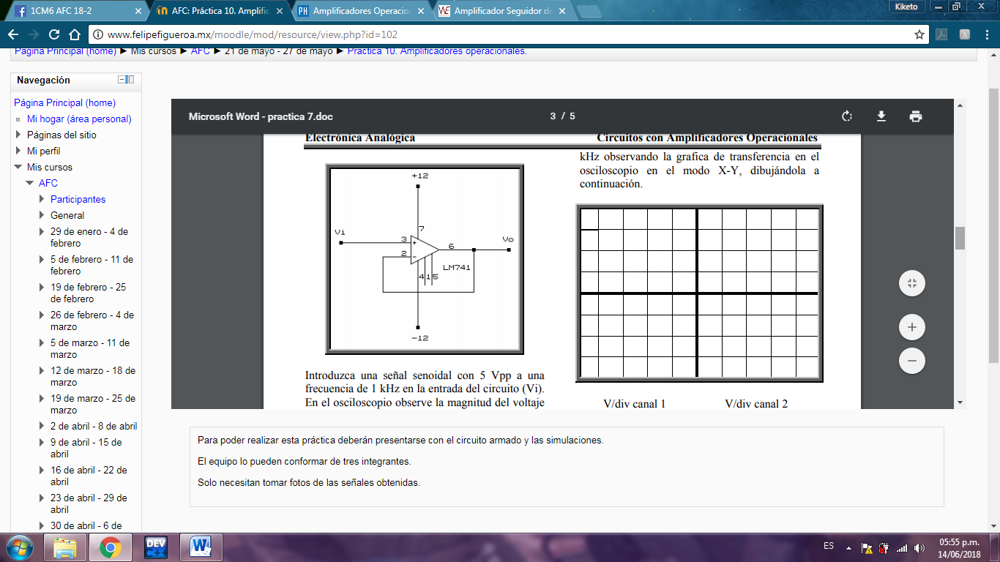 1CM6 AFC 18-2
AFC: Práctica 10. Amplific
Amplificadores Operacion
Amplificador Seguidor de
Kiketo
www.felipefigueroa.mx/moodle/mod/resource/view.php?id=102
Página Principal (home) ► Mis cursos ► AFC ► 21 de mayo - 27 de mayo ► Práctica 10. Amplificadores operacionales.
Navegación
Página Principal (home)
Mi hogar (área personal)
Páginas del sitio
Mi perfil
Mis cursos
AFC
Participantes
General
29 de enero - 4 de
febrero
5 de febrero - 11 de
febrero
19 de febrero - 25
de febrero
26 de febrero - 4 de
marzo
5 de marzo - 11 de
marzo
12 de marzo - 18 de
marzo
19 de marzo - 25 de
marzo
2 de abril - 8 de abril
9 de abril - 15 de
abril
16 de abril - 22 de
abril
23 de abril - 29 de
abril
30 de abril - 6 de
Microsoft Word - practica 7.doc
3 / 5
Electrónica Analógica
Circuitos con Amplificadores Operacionales
+12
7
Vi
3
+
2
-
6
Vo
LM741
4 1 5
-12
Introduzca una señal senoidal con 5 Vpp a una
frecuencia de 1 kHz en la entrada del circuito (Vi).
En el osciloscopio observe la magnitud del voltaje
kHz observando la grafica de transferencia en el
osciloscopio en el modo X-Y, dibujándola a
continuación.
V/div canal 1
V/div canal 2
Para poder realizar esta práctica deberán presentarse con el circuito armado y las simulaciones.
El equipo lo pueden conformar de tres integrantes.
Solo necesitan tomar fotos de las señales obtenidas.
DEV
C++
W
ES
05:55 p.m.
14/06/2018